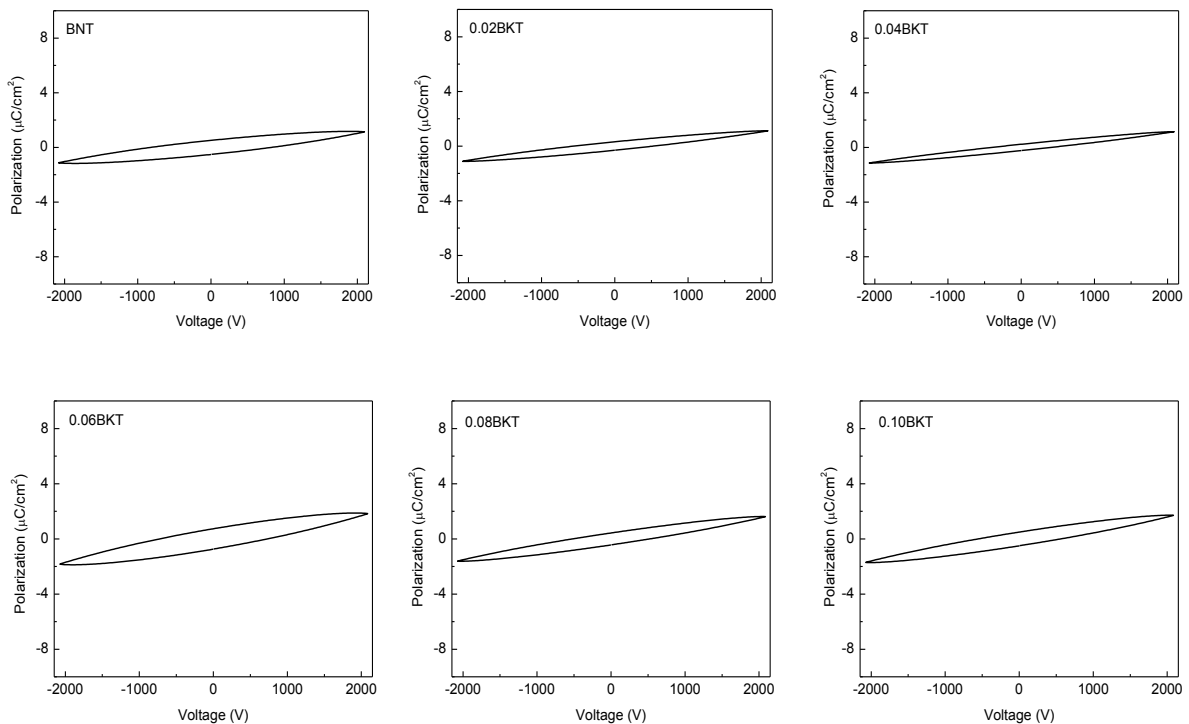 BNT
8
4
0
-4
-8
Polarization (μC/cm²)
-2000 -1000 0 1000 2000
Voltage (V)
0.02BKT
8
4
0
-4
-8
Polarization (μC/cm²)
-2000 -1000 0 1000 2000
Voltage (V)
0.04BKT
8
4
0
-4
-8
Polarization (μC/cm²)
-2000 -1000 0 1000 2000
Voltage (V)
0.06BKT
8
4
0
-4
-8
Polarization (μC/cm²)
-2000 -1000 0 1000 2000
Voltage (V)
0.08BKT
8
4
0
-4
-8
Polarization (μC/cm²)
-2000 -1000 0 1000 2000
Voltage (V)
0.10BKT
8
4
0
-4
-8
Polarization (μC/cm²)
-2000 -1000 0 1000 2000
Voltage (V)